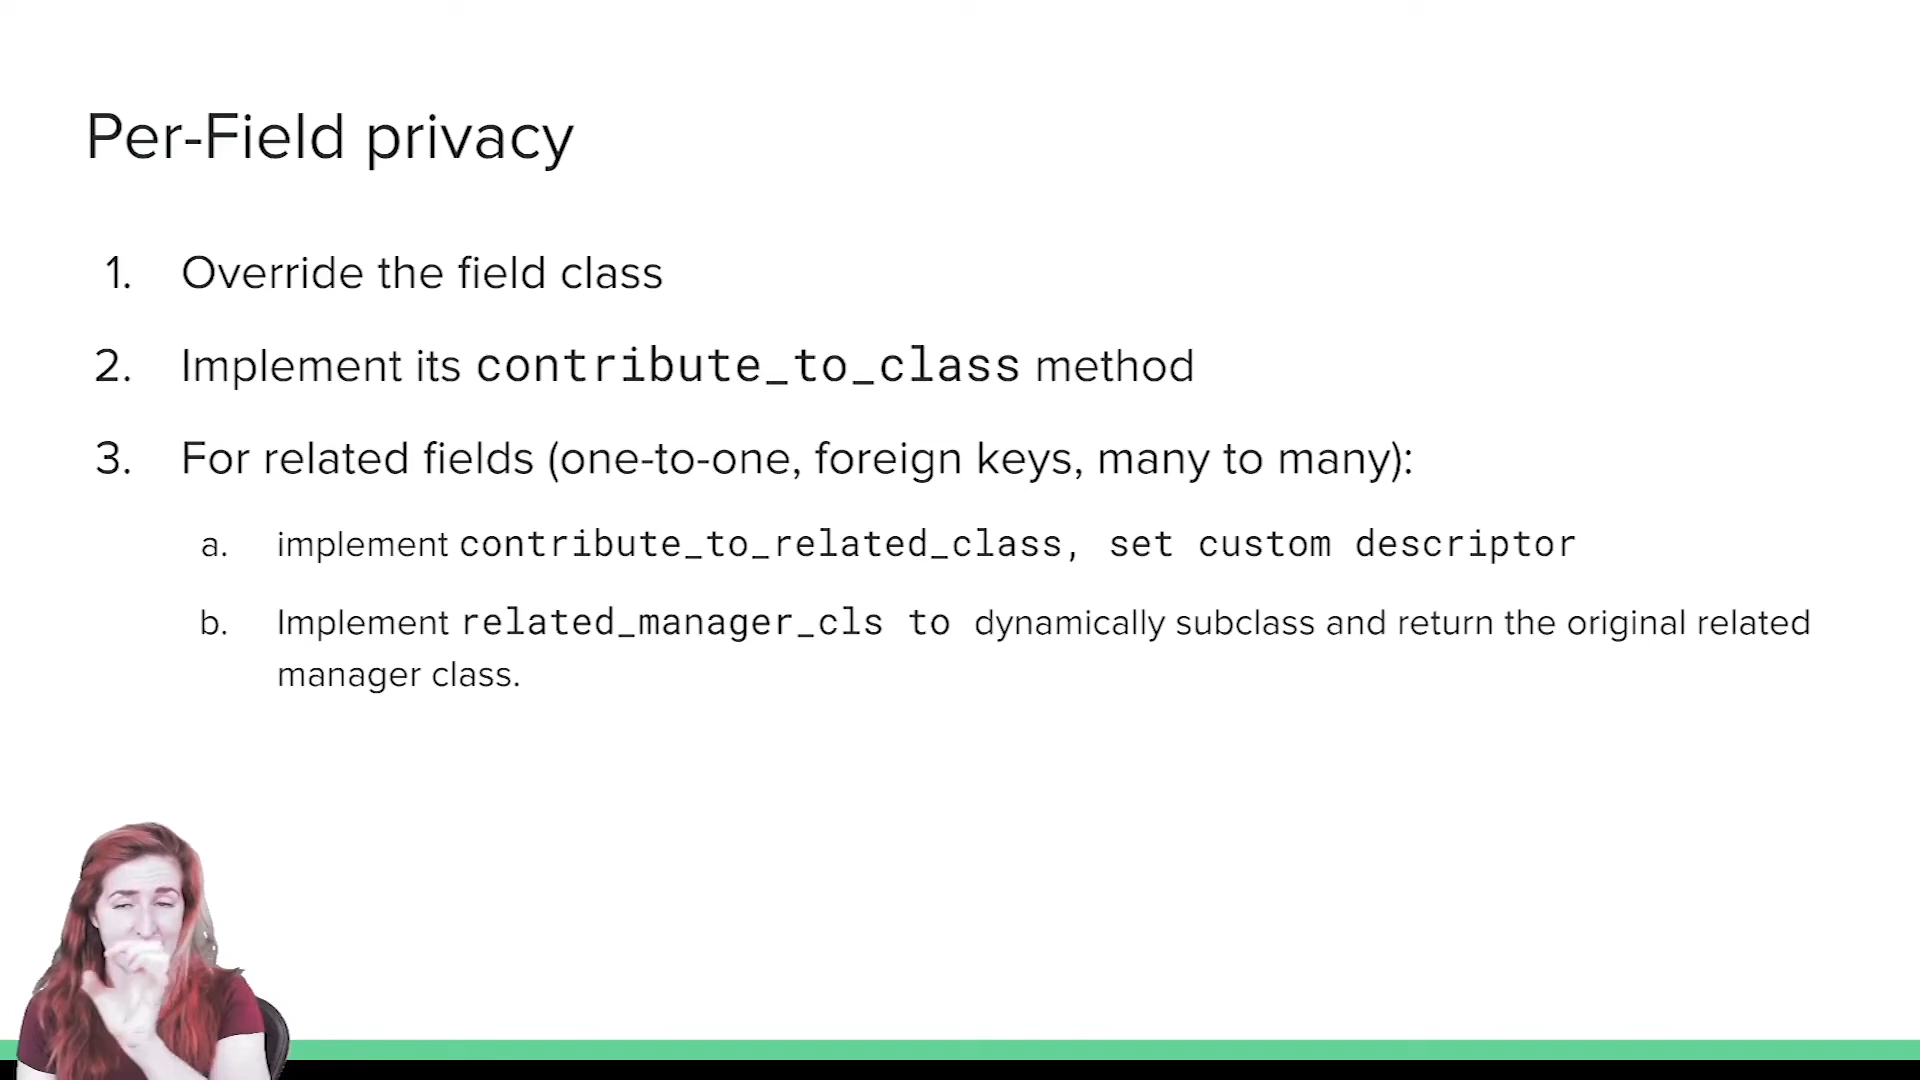 Per-Field privacy
1. Override the field class
2. Implement its contribute_to_class method
3. For related fields (one-to-one, foreign keys, many to many):
a. implement contribute_to_related_class, set custom descriptor
b. Implement related_manager_cls to dynamically subclass and return the original related
manager class.